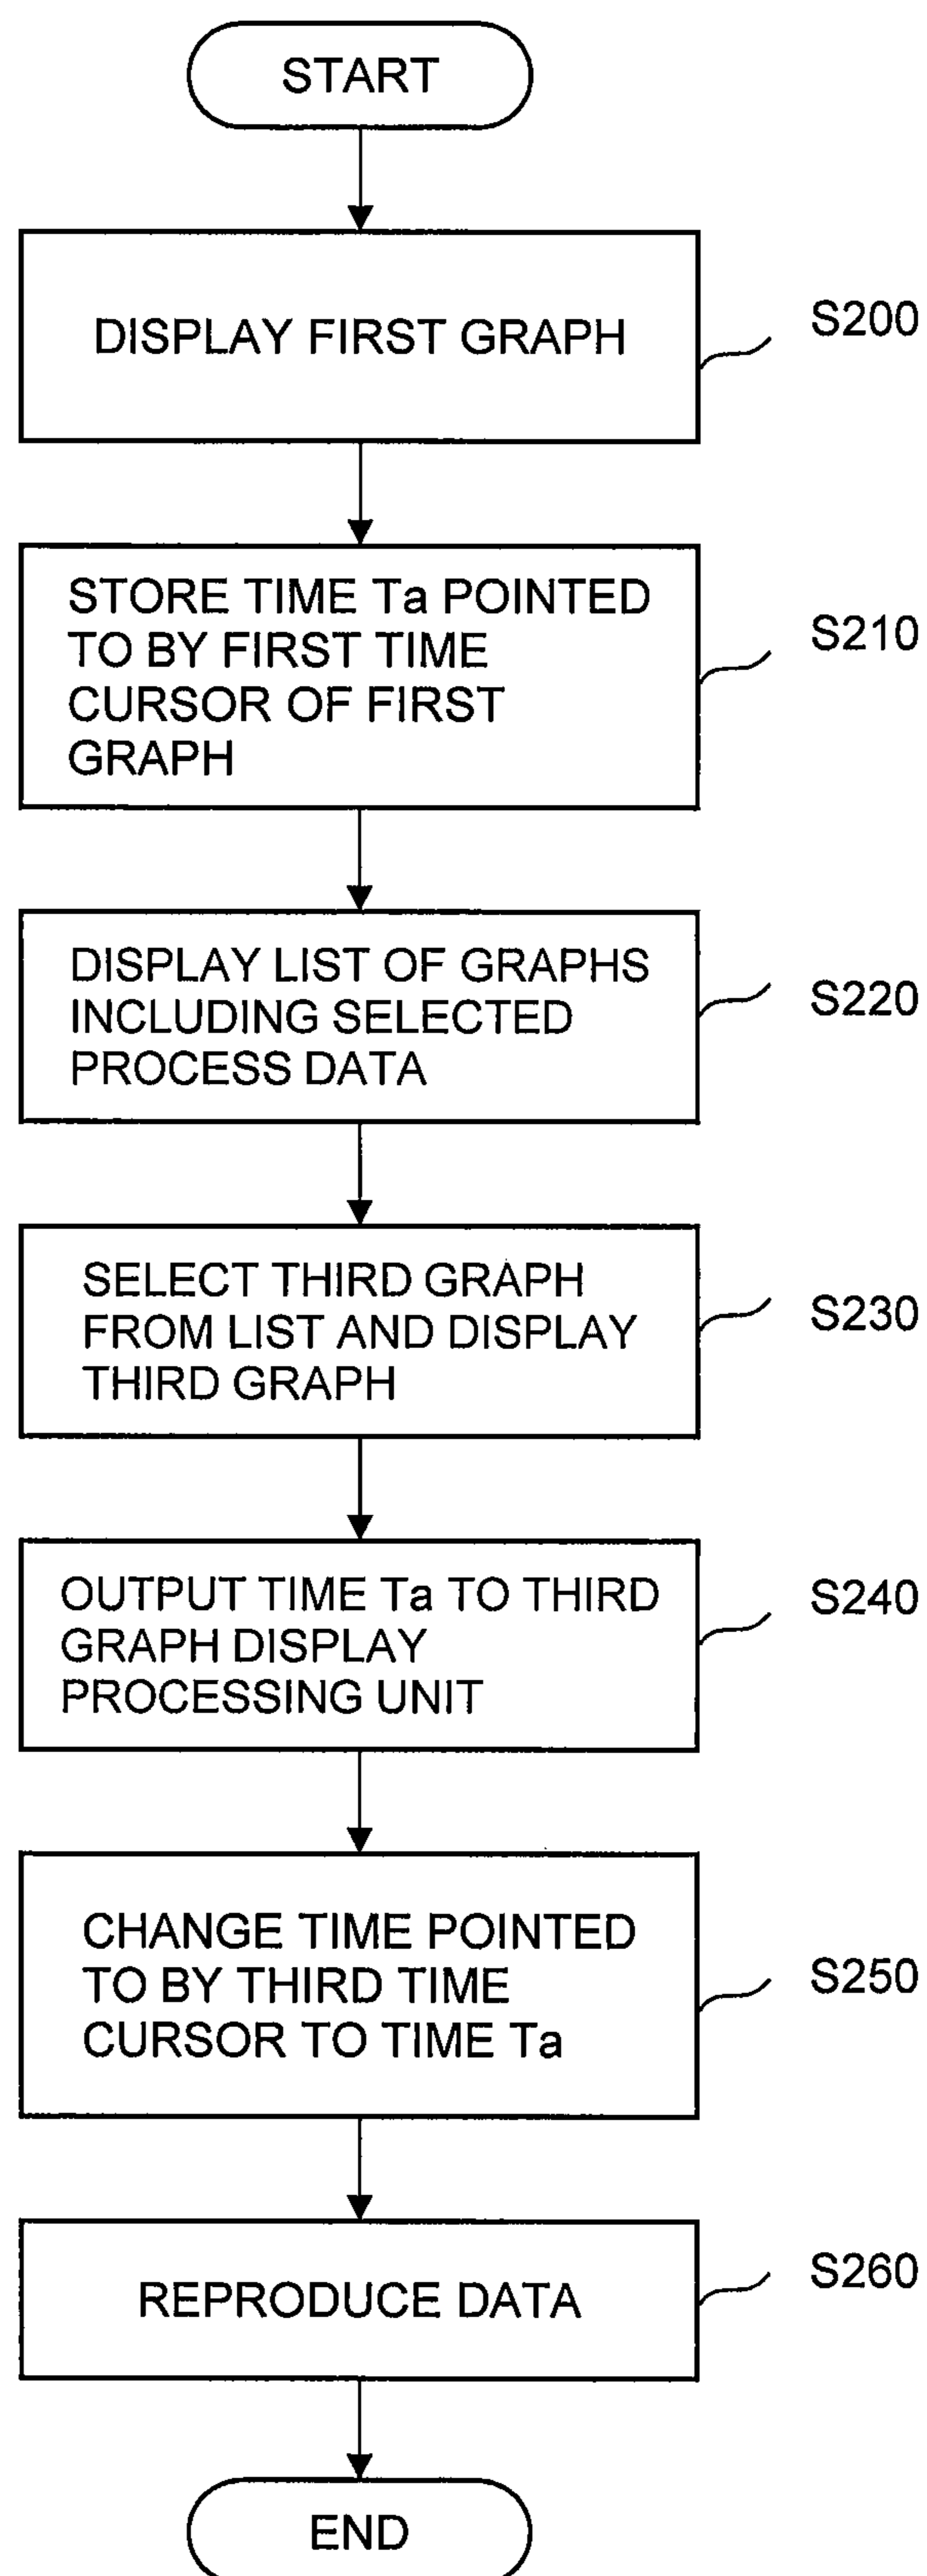 START
DISPLAY FIRST GRAPH
S200
STORE TIME Ta POINTED
TO BY FIRST TIME
CURSOR OF FIRST
GRAPH
S210
DISPLAY LIST OF GRAPHS
INCLUDING SELECTED
PROCESS DATA
S220
SELECT THIRD GRAPH
FROM LIST AND DISPLAY
THIRD GRAPH
S230
OUTPUT TIME Ta TO THIRD
GRAPH DISPLAY
PROCESSING UNIT
S240
CHANGE TIME POINTED
TO BY THIRD TIME
CURSOR TO TIME Ta
S250
REPRODUCE DATA
S260
END